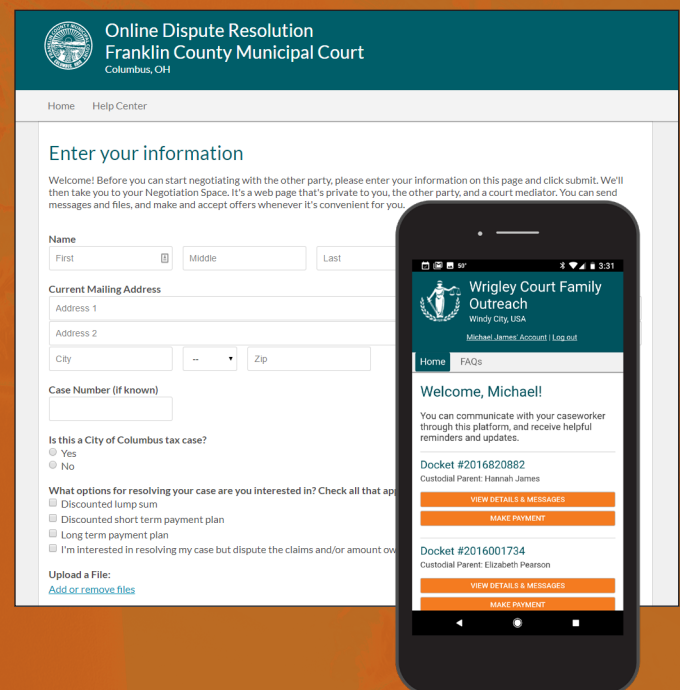 Online Dispute Resolution
Franklin County Municipal Court
Columbus, OH
Home Help Center
Enter your information
Welcome! Before you can start negotiating with the other party, please enter your information on this page and click submit. We'll
then take you to your Negotiation Space. It's a web page that's private to you, the other party, and a court mediator. You can send
messages and files, and make and accept offers whenever it's convenient for you.
Name
First Middle Last
Current Mailing Address
Address 1
Address 2
City -- Zip
Case Number (if known)
Is this a City of Columbus tax case?
Yes
No
What options for resolving your case are you interested in? Check all that app
Discounted lump sum
Discounted short term payment plan
Long term payment plan
I'm interested in resolving my case but dispute the claims and/or amount ow
Upload a File:
Add or remove files
50° 3:31
Wrigley Court Family
Outreach
Windy City, USA
Michael James' Account | Log out
Home FAQs
Welcome, Michael!
You can communicate with your caseworker
through this platform, and receive helpful
reminders and updates.
Docket #2016820882
Custodial Parent: Hannah James
VIEW DETAILS & MESSAGES
MAKE PAYMENT
Docket #2016001734
Custodial Parent: Elizabeth Pearson
VIEW DETAILS & MESSAGES
MAKE PAYMENT